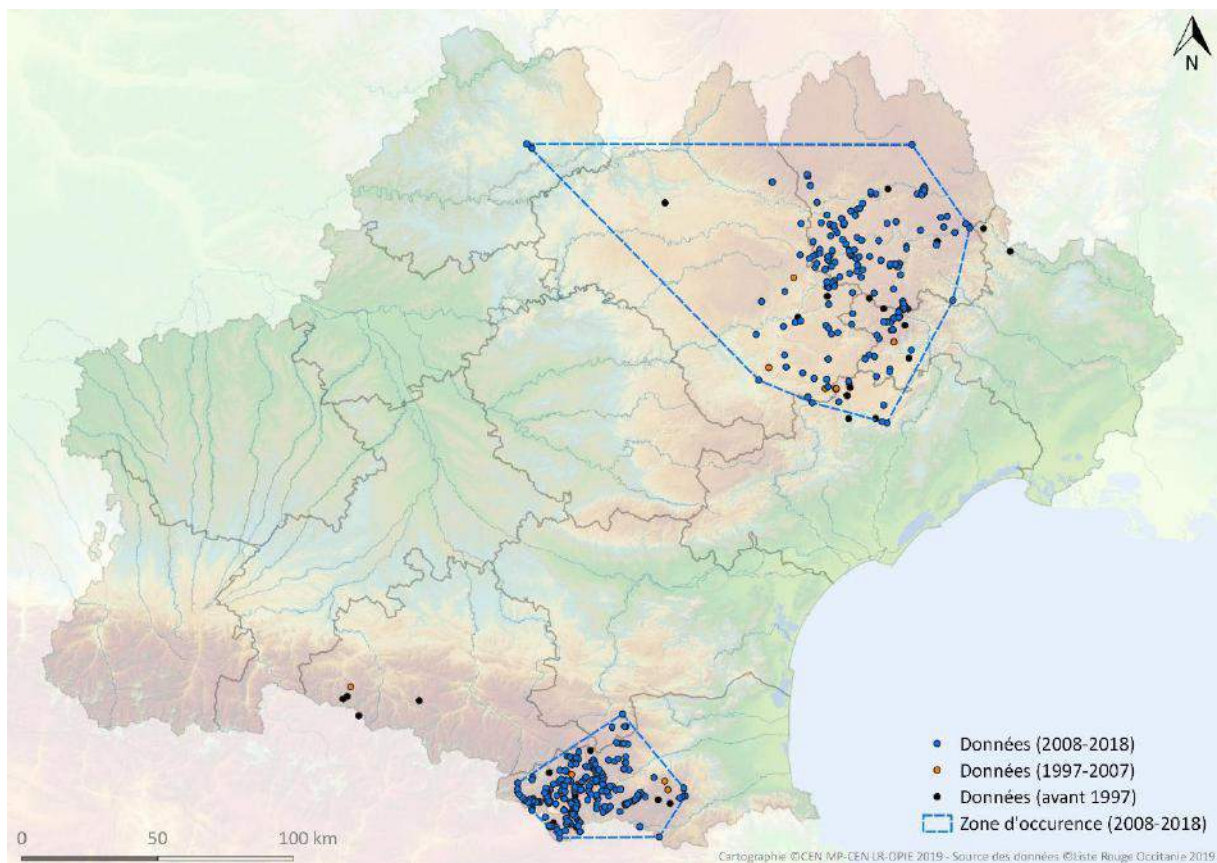 N
Données (2008-2018)
Données (1997-2007)
Données (avant 1997)
Zone d'occurence (2008-2018)
0 50 100 km
Cartographie ©CEN MP-CEN LR-OPIE 2019 - Source des données ©Liste Rouge Occitanie 2019